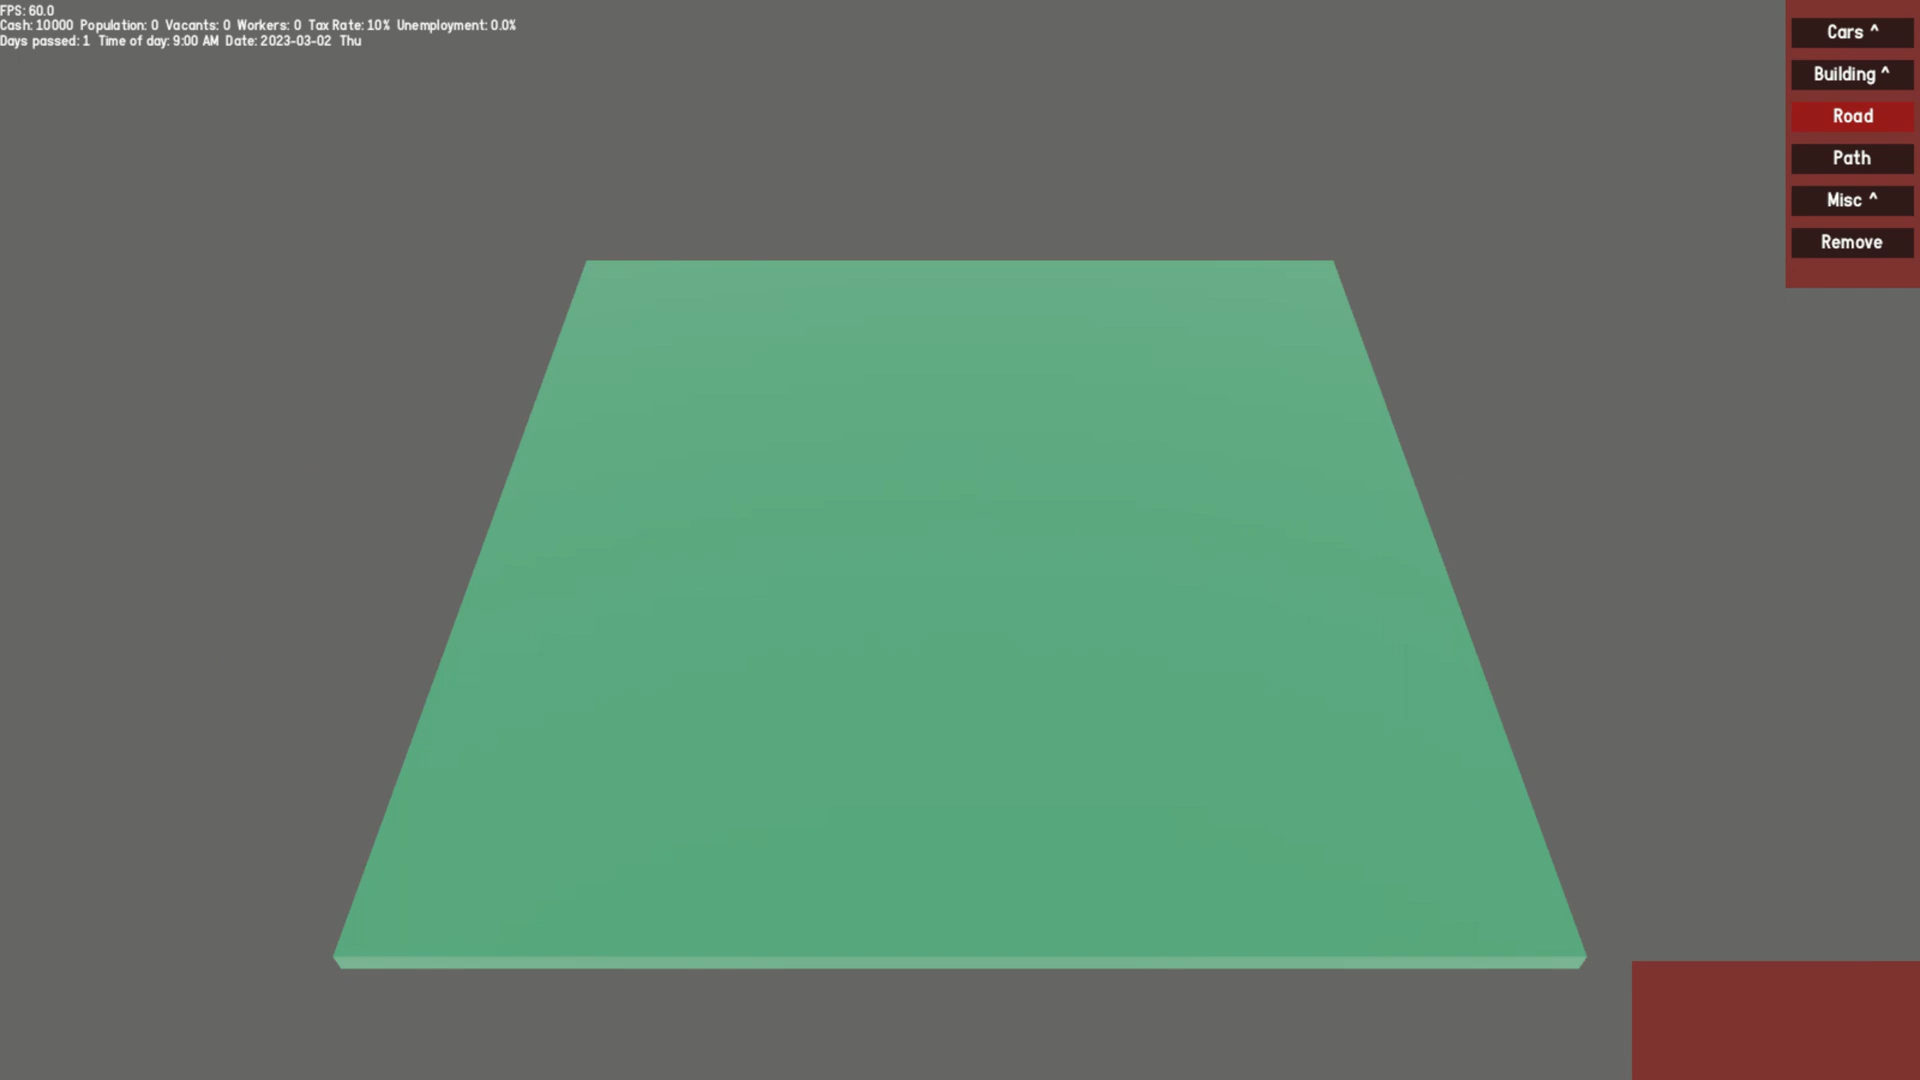 FPS: 60.0
Cash: 10000 Population: 0 Vacants: 0 Workers: 0 Tax Rate: 10% Unemployment: 0.0%
Days passed: 1 Time of day: 9:00 AM Date: 2023-03-02 Thu
Cars ^
Building ^
Road
Path
Misc ^
Remove